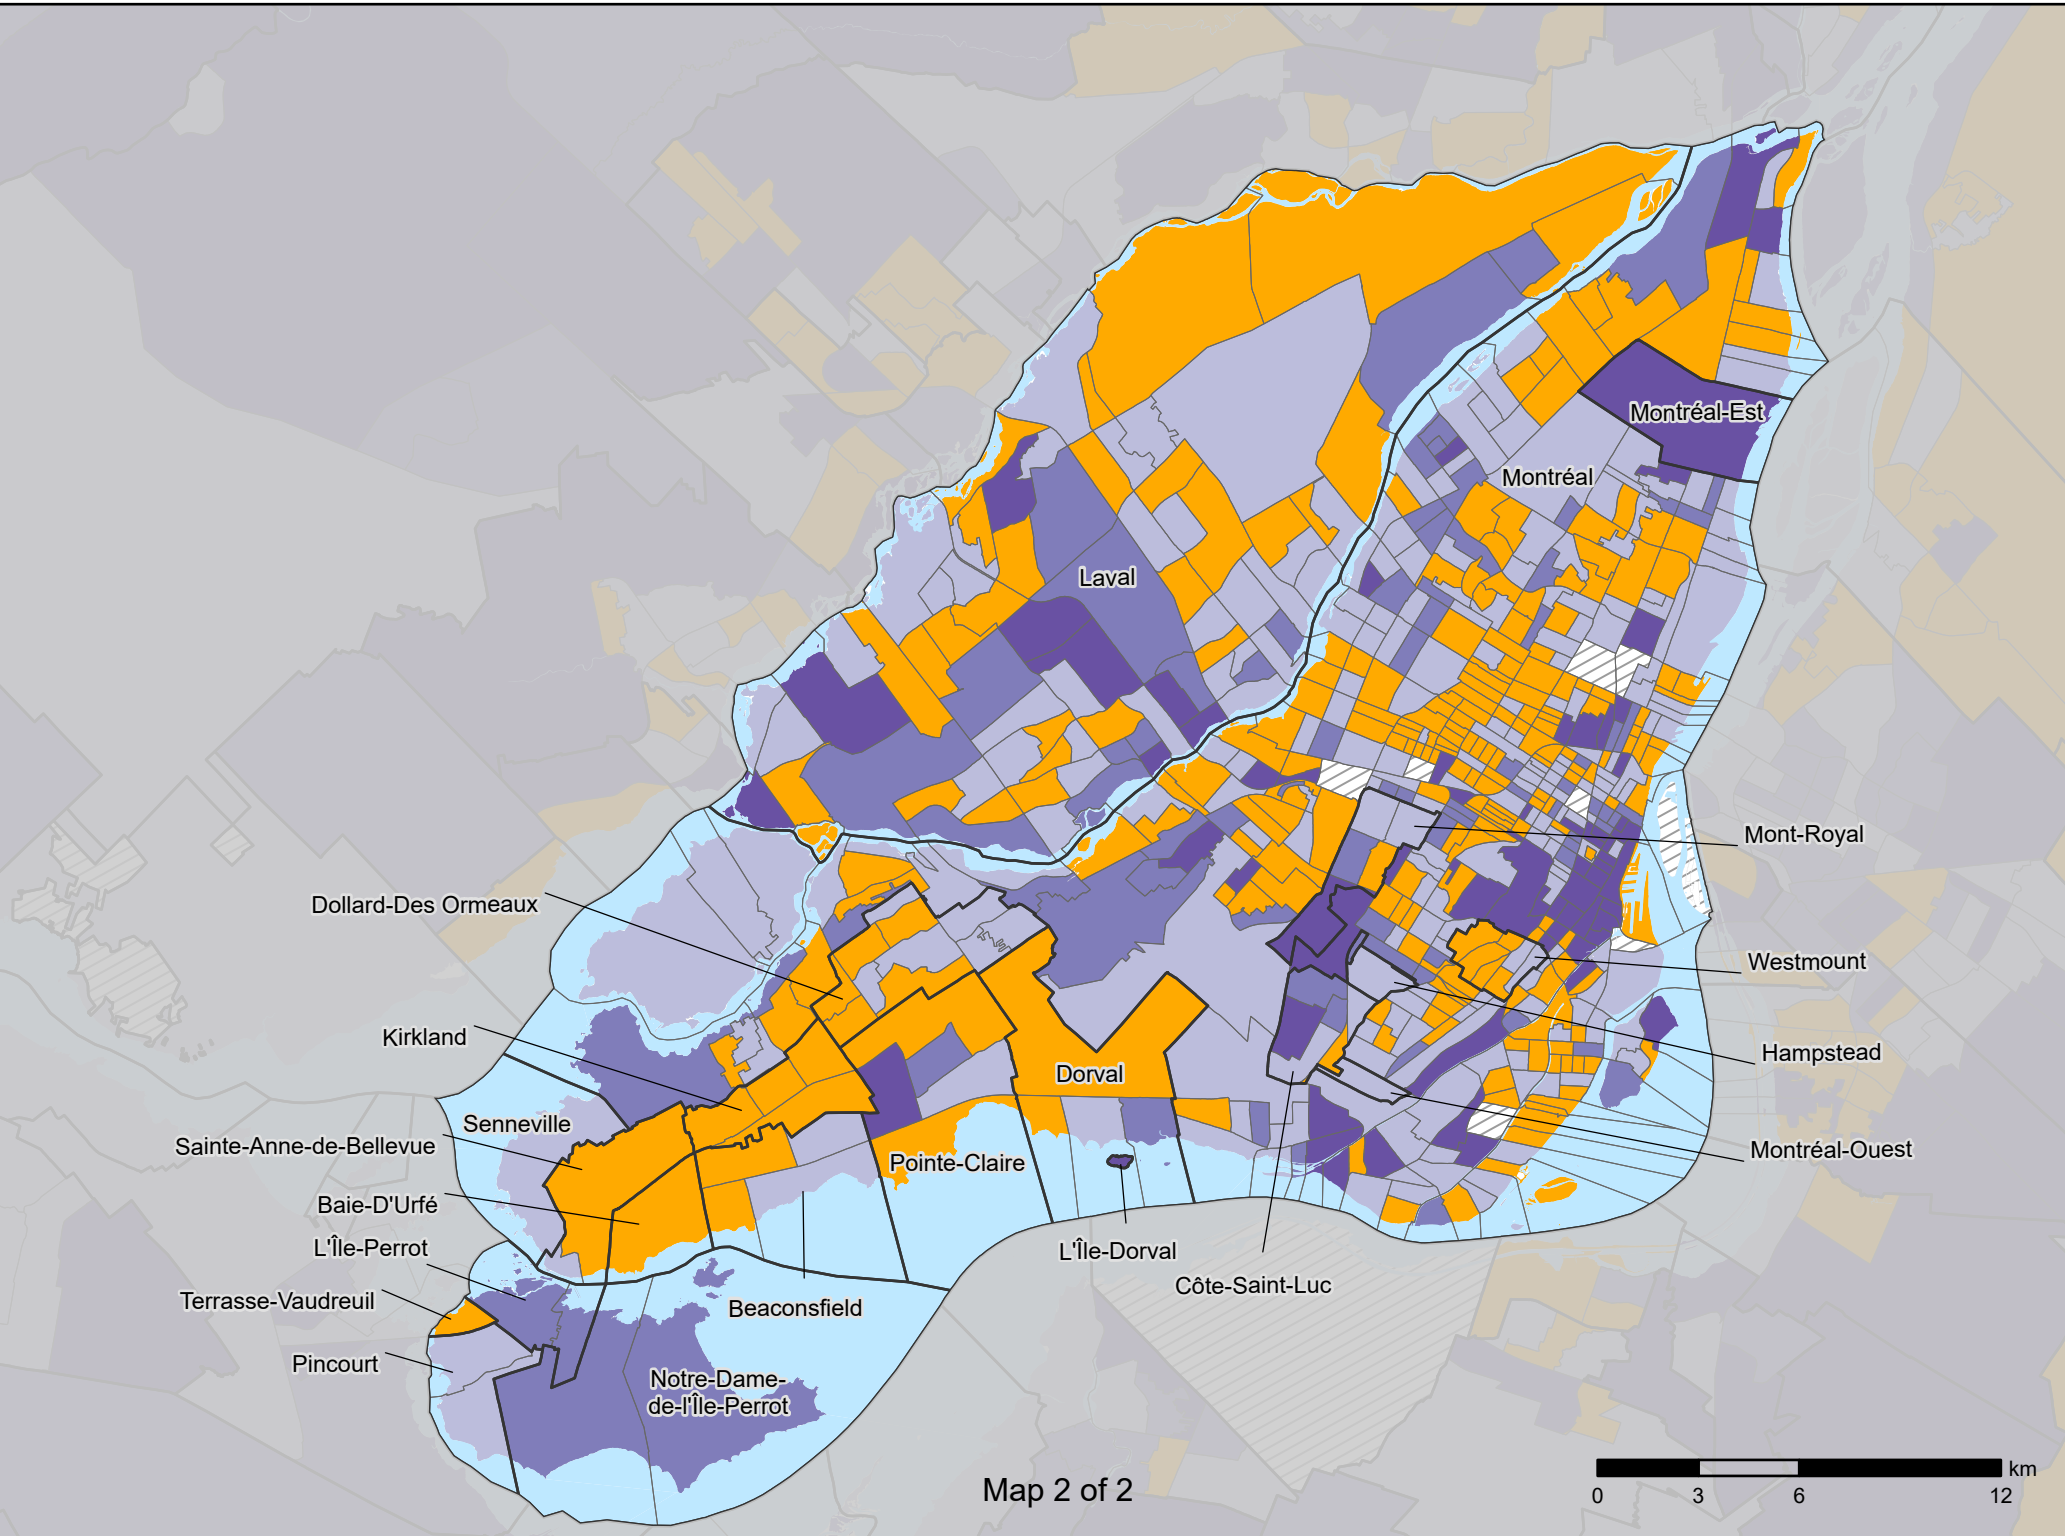 Montréal-Est
Montréal
Laval
Mont-Royal
Dollard-Des Ormeaux
Westmount
Kirkland
Hampstead
Dorval
Senneville
Sainte-Anne-de-Bellevue
Montréal-Ouest
Pointe-Claire
Baie-D'Urfé
L'Île-Perrot
L'Île-Dorval
Côte-Saint-Luc
Terrasse-Vaudreuil
Beaconsfield
Pincourt
Notre-Dame-
de-l'Île-Perrot
Map 2 of 2
km
0 3 6 12